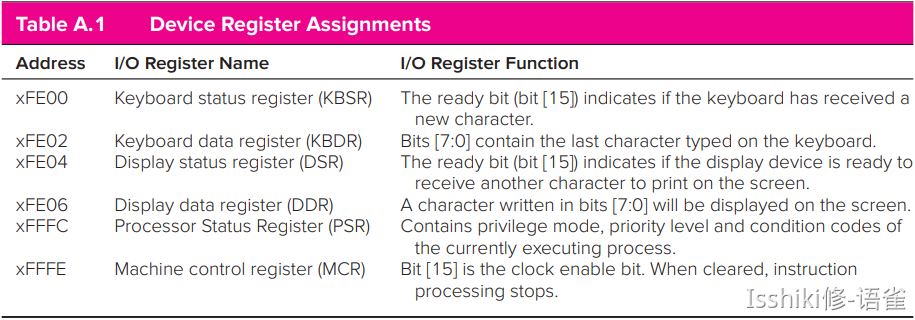 Table A.1 Device Register Assignments
Address I/O Register Name I/O Register Function
xFE00 Keyboard status register (KBSR) The ready bit (bit [15]) indicates if the keyboard has received a
new character.
xFE02 Keyboard data register (KBDR) Bits [7:0] contain the last character typed on the keyboard.
xFE04 Display status register (DSR) The ready bit (bit [15]) indicates if the display device is ready to
receive another character to print on the screen.
xFE06 Display data register (DDR) A character written in bits [7:0] will be displayed on the screen.
xFFFC Processor Status Register (PSR) Contains privilege mode, priority level and condition codes of
the currently executing process.
xFFFE Machine control register (MCR) Bit [15] is the clock enable bit. When cleared, instruction
processing stops.
Isshiki修-语雀